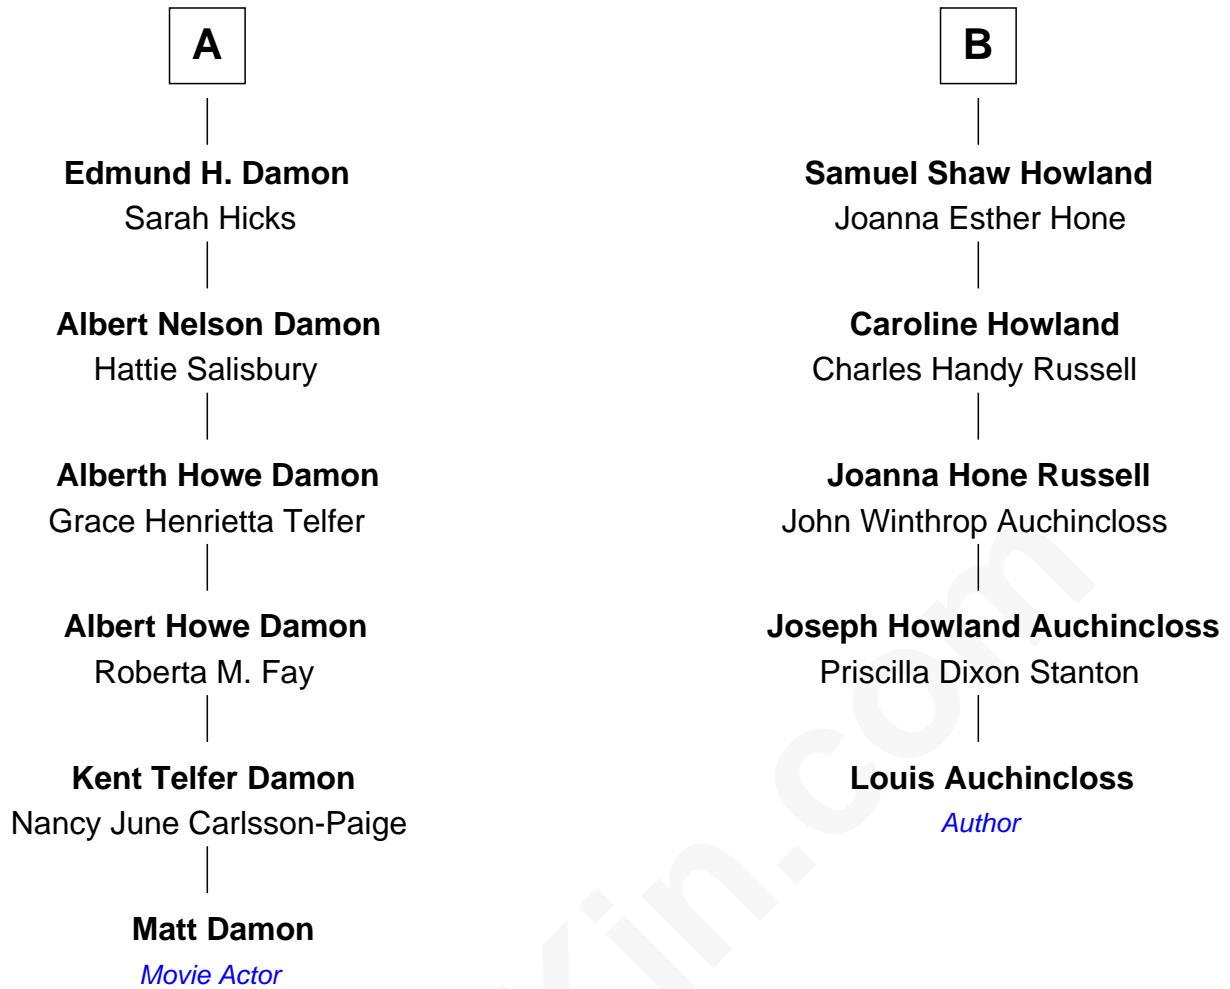 A
Edmund H. Damon
Sarah Hicks
Albert Nelson Damon
Hattie Salisbury
Alberth Howe Damon
Grace Henrietta Telfer
Albert Howe Damon
Roberta M. Fay
Kent Telfer Damon
Nancy June Carlsson-Paige
Matt Damon
Movie Actor
B
Samuel Shaw Howland
Joanna Esther Hone
Caroline Howland
Charles Handy Russell
Joanna Hone Russell
John Winthrop Auchincloss
Joseph Howland Auchincloss
Priscilla Dixon Stanton
Louis Auchincloss
Author
Kin.com